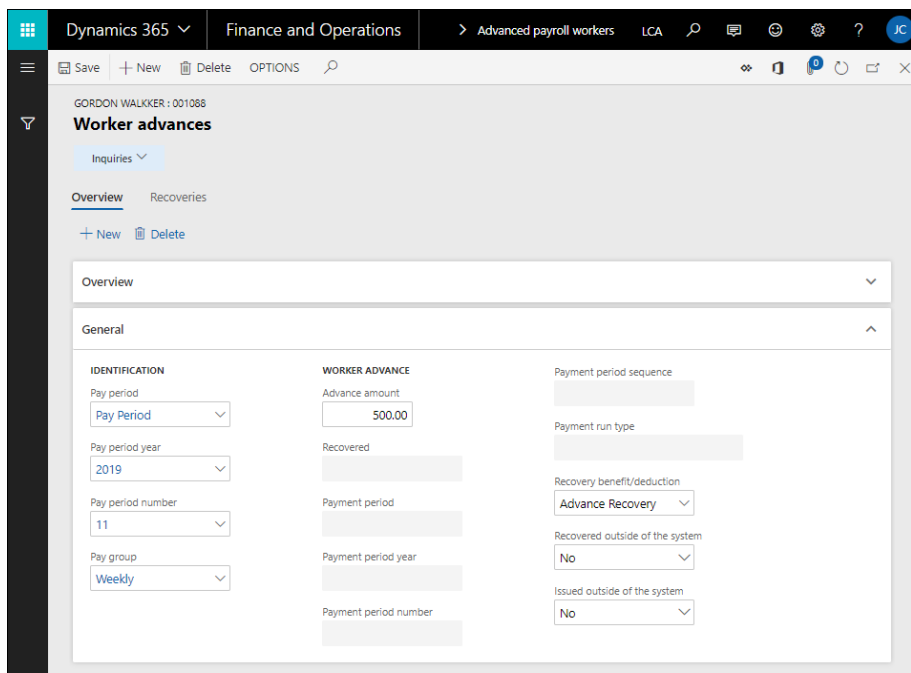 Dynamics 365 Finance and Operations Advanced payroll workers LCA ? JC
Save New Delete OPTIONS 0
GORDON WALKKER : 001088
Worker advances
Inquiries
Overview Recoveries
New Delete
Overview
General
IDENTIFICATION
Pay period
Pay Period
Pay period year
2019
Pay period number
11
Pay group
Weekly
WORKER ADVANCE
Advance amount
500.00
Recovered
Payment period
Payment period year
Payment period number
Payment period sequence
Payment run type
Recovery benefit/deduction
Advance Recovery
Recovered outside of the system
No
Issued outside of the system
No